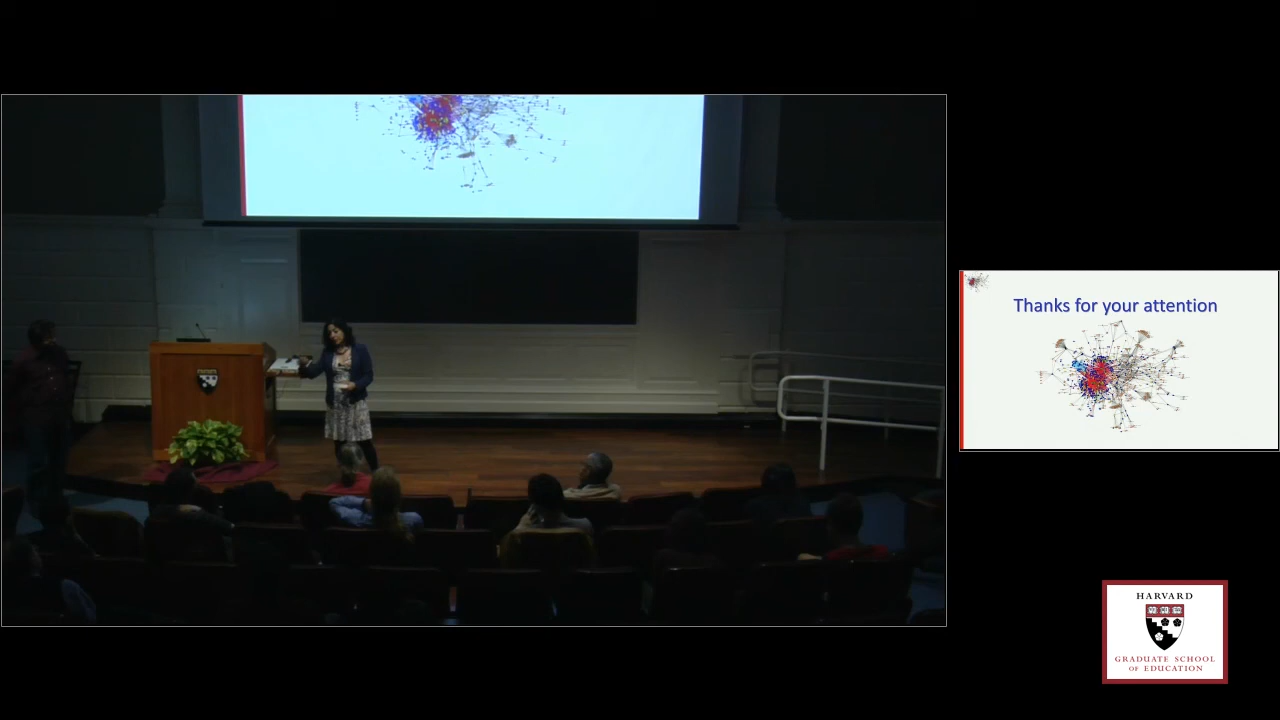 Thanks for your attention
HARVARD
GRADUATE SCHOOL
OF EDUCATION